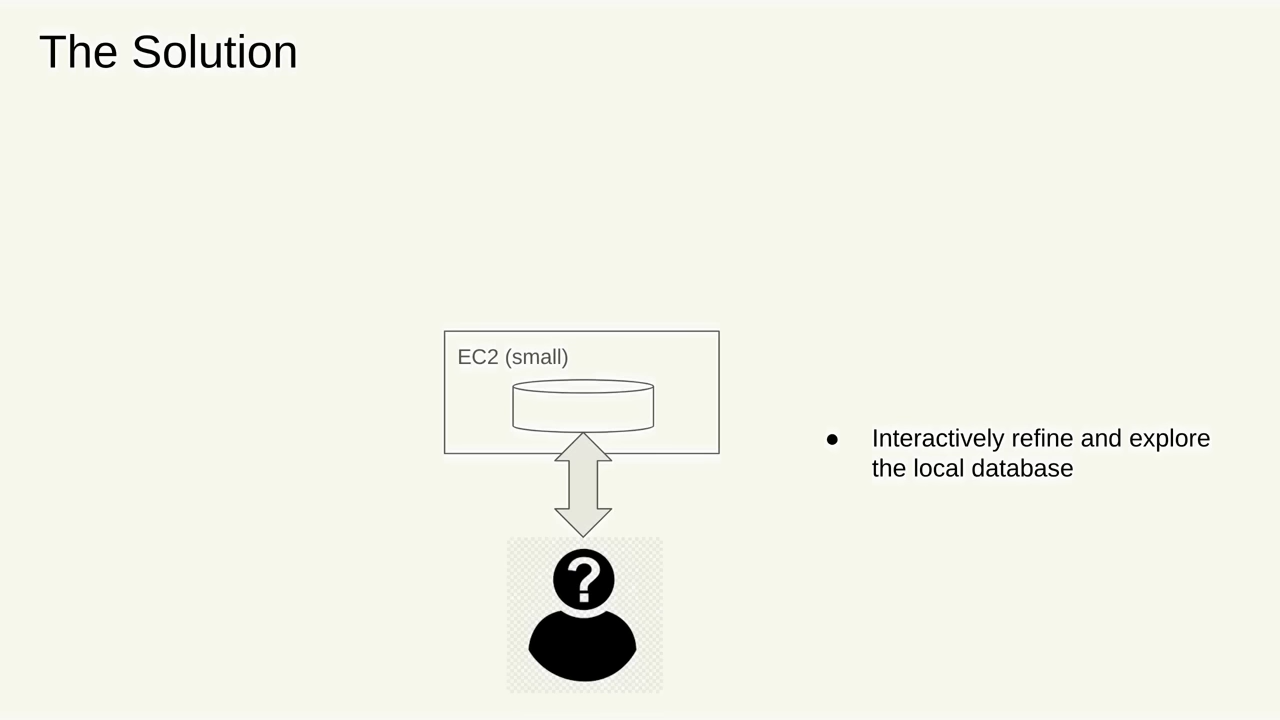 The Solution
EC2 (small)
● Interactively refine and explore
the local database
?